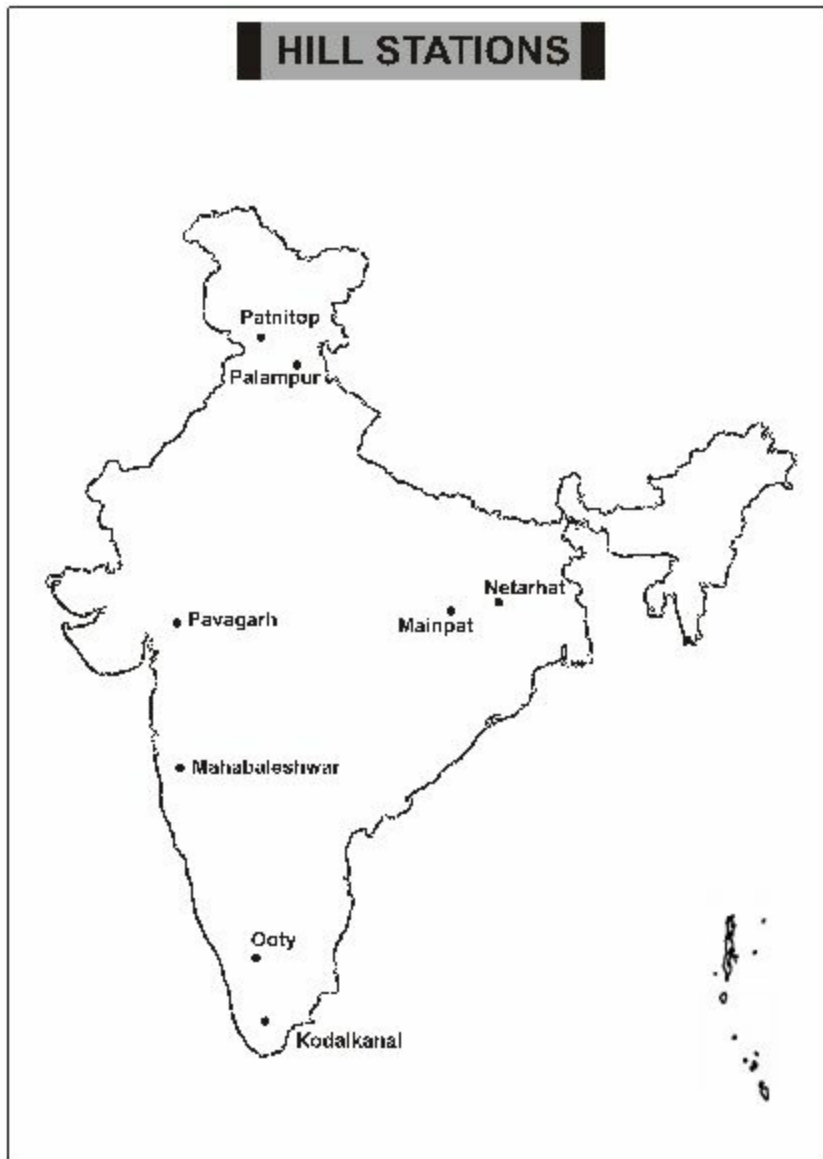 HILL STATIONS
Patnitop
Palampur
Netarhat
Mainpat
Pavagarh
Mahabaleshwar
Ooty
Kodaikanal